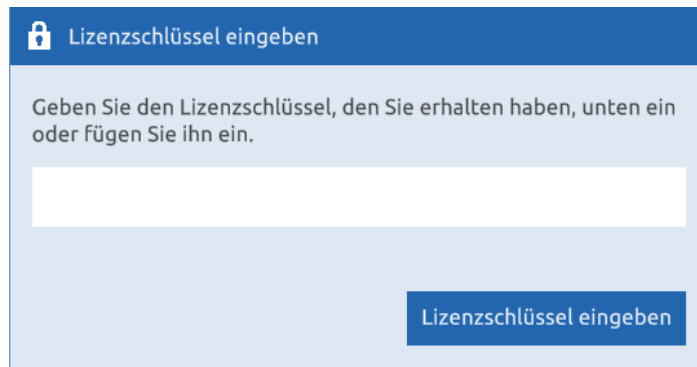 Lizenzschlüssel eingeben
Geben Sie den Lizenzschlüssel, den Sie erhalten haben, unten ein
oder fügen Sie ihn ein.
Lizenzschlüssel eingeben